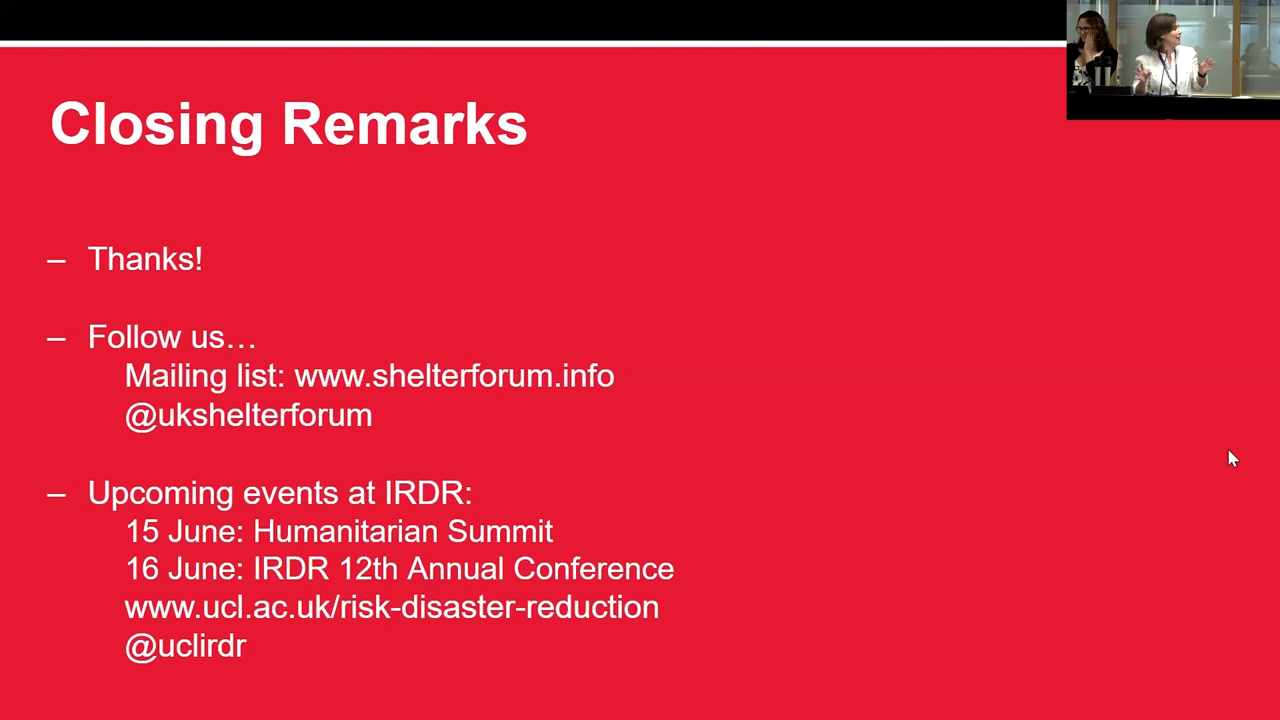 Closing Remarks
– Thanks!
– Follow us…
Mailing list: www.shelterforum.info
@ukshelterforum
– Upcoming events at IRDR:
15 June: Humanitarian Summit
16 June: IRDR 12th Annual Conference
www.ucl.ac.uk/risk-disaster-reduction
@uclirdr